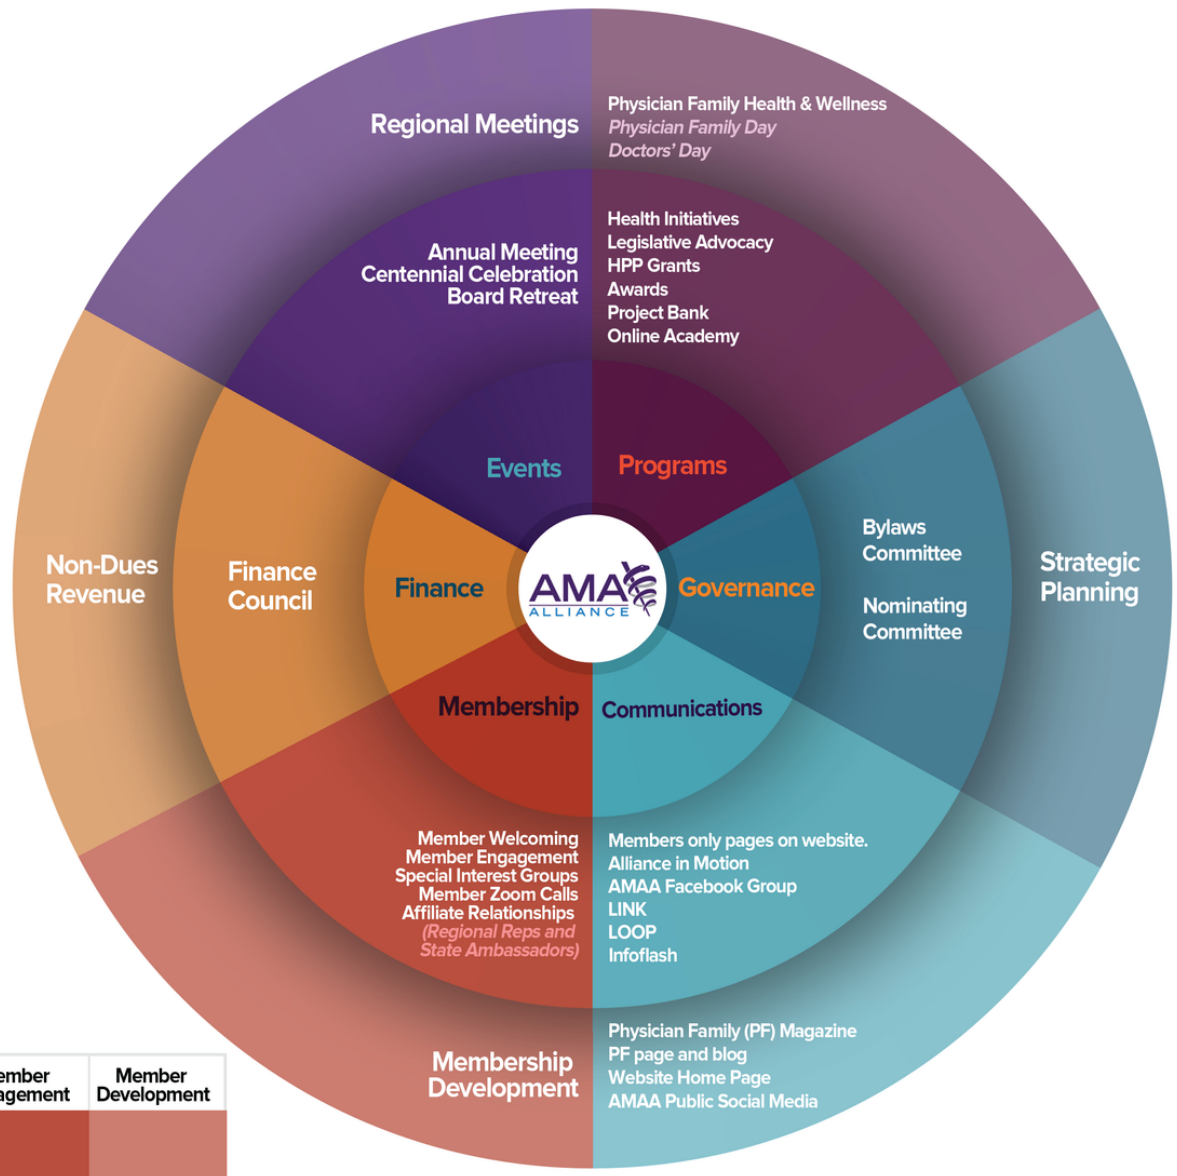 Regional Meetings
Physician Family Health & Wellness
Physician Family Day
Doctors’ Day
Annual Meeting
Centennial Celebration
Board Retreat
Health Initiatives
Legislative Advocacy
HPP Grants
Awards
Project Bank
Online Academy
Events
Programs
Non-Dues
Revenue
Finance
Council
Finance
AMA
ALLIANCE
Governance
Bylaws
Committee
Nominating
Committee
Strategic
Planning
Membership
Communications
Member Welcoming
Member Engagement
Special Interest Groups
Member Zoom Calls
Affiliate Relationships
(Regional Reps and
State Ambassadors)
Members only pages on website.
Alliance in Motion
AMAA Facebook Group
LINK
LOOP
Infoflash
Membership
Development
Physician Family (PF) Magazine
PF page and blog
Website Home Page
AMAA Public Social Media
ember
agement
Member
Development